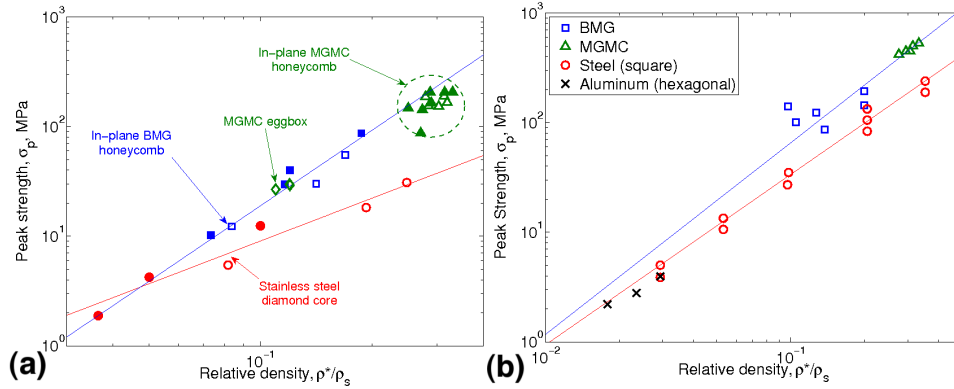 10³
10²
10¹
10⁰
10⁻¹
Peak strength, σp, MPa
Relative density, ρ*/ρs
In−plane MGMC
honeycomb
In−plane BMG
honeycomb
MGMC eggbox
Stainless steel
diamond core
(a)
10³
10²
10¹
10⁰
10⁻²
10⁻¹
Peak Strength, σp, MPa
Relative density, ρ*/ρs
BMG
MGMC
Steel (square)
Aluminum (hexagonal)
(b)